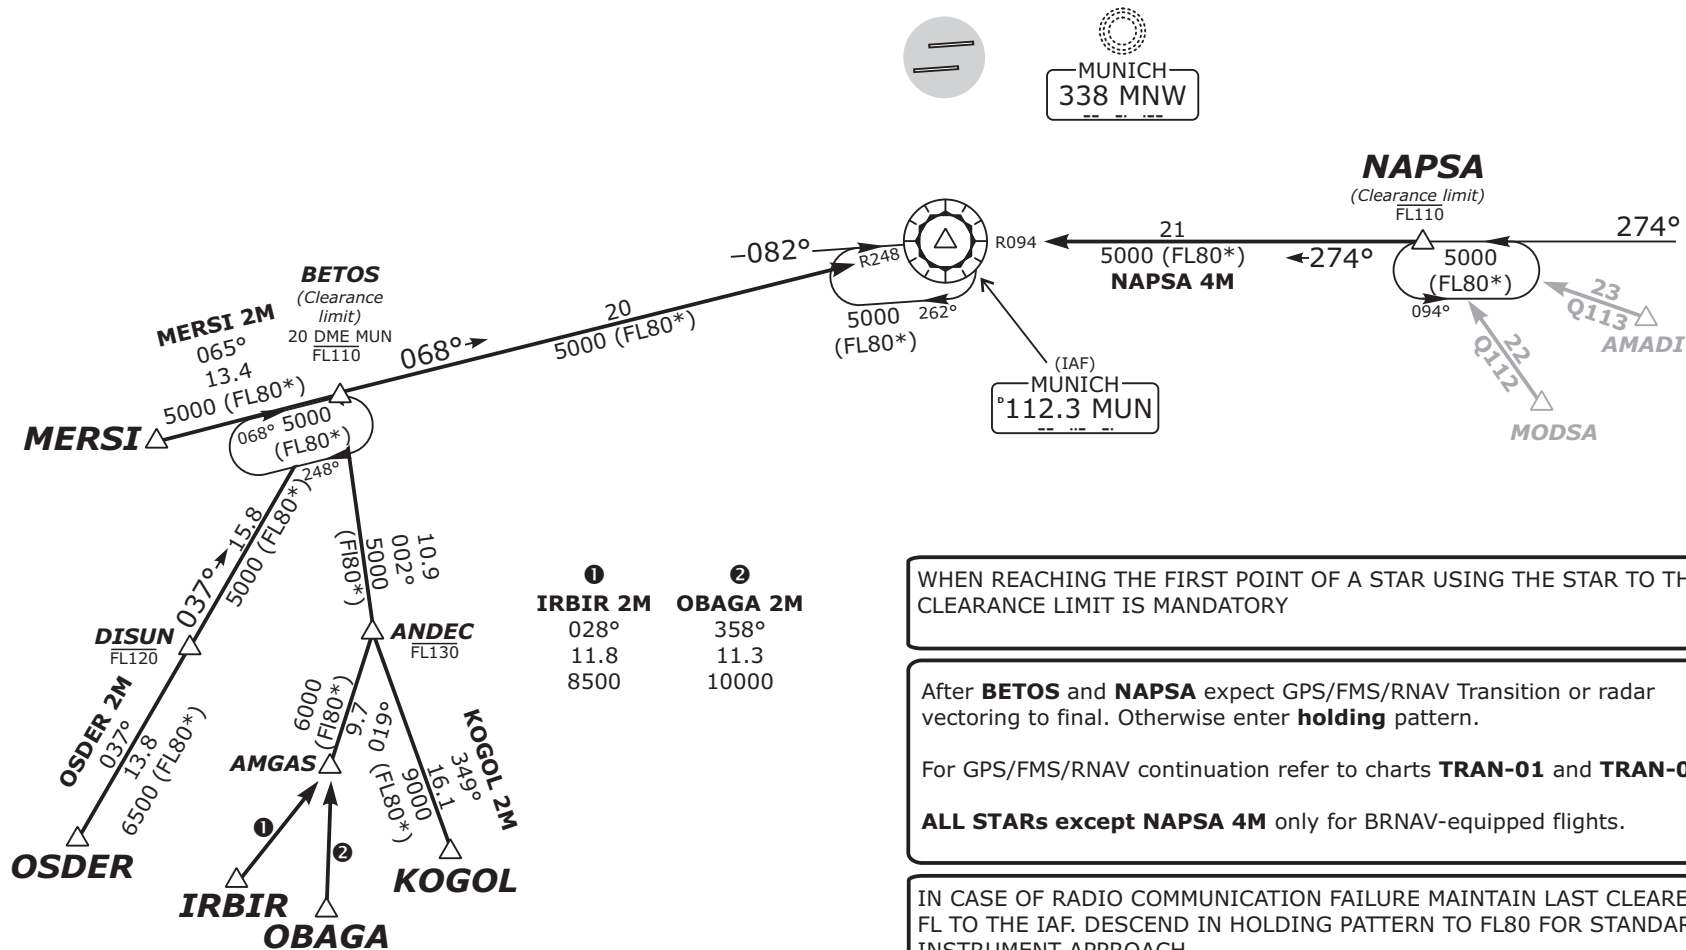 MUNICH
338 MNW
NAPSA
(Clearance limit)
FL110
274°
21
5000 (FL80*)
274°
NAPSA 4M
R094
5000
(FL80*)
094°
23
Q113
AMADI
22
Q112
MODSA
–082°
R248
262°
5000
(FL80*)
(IAF)
MUNICH
D 112.3 MUN
BETOS
(Clearance
limit)
20 DME MUN
FL110
068°
20
5000 (FL80*)
MERSI 2M
065°
13.4
5000 (FL80*)
MERSI
068° 5000
(FL80*)
248°
15.8
037°
5000 (FL80*)
DISUN
FL120
OSDER 2M
037°
13.8
6500 (FL80*)
OSDER
10.9
002°
5000
(Fl80*)
ANDEC
FL130
6000
(Fl80*)
9.7
019°
AMGAS
KOGOL 2M
349°
16.1
9000
(FL80*)
KOGOL
❶
IRBIR
❷
OBAGA
❶
IRBIR 2M
028°
11.8
8500
❷
OBAGA 2M
358°
11.3
10000
WHEN REACHING THE FIRST POINT OF A STAR USING THE STAR TO TH
CLEARANCE LIMIT IS MANDATORY
After BETOS and NAPSA expect GPS/FMS/RNAV Transition or radar
vectoring to final. Otherwise enter holding pattern.
For GPS/FMS/RNAV continuation refer to charts TRAN-01 and TRAN-0
ALL STARs except NAPSA 4M only for BRNAV-equipped flights.
IN CASE OF RADIO COMMUNICATION FAILURE MAINTAIN LAST CLEARE
FL TO THE IAF. DESCEND IN HOLDING PATTERN TO FL80 FOR STANDAR
INSTRUMENT APPROACH